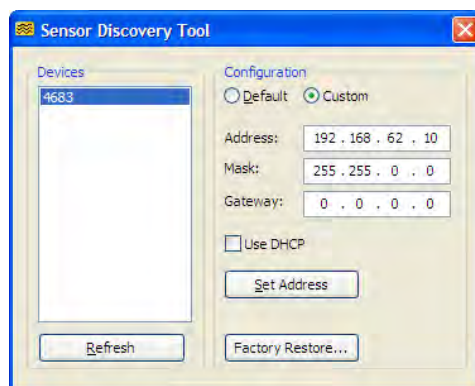 Sensor Discovery Tool
Devices
4683
Refresh
Configuration
Default Custom
Address: 192 . 168 . 62 . 10
Mask: 255 . 255 . 0 . 0
Gateway: 0 . 0 . 0 . 0
Use DHCP
Set Address
Factory Restore...